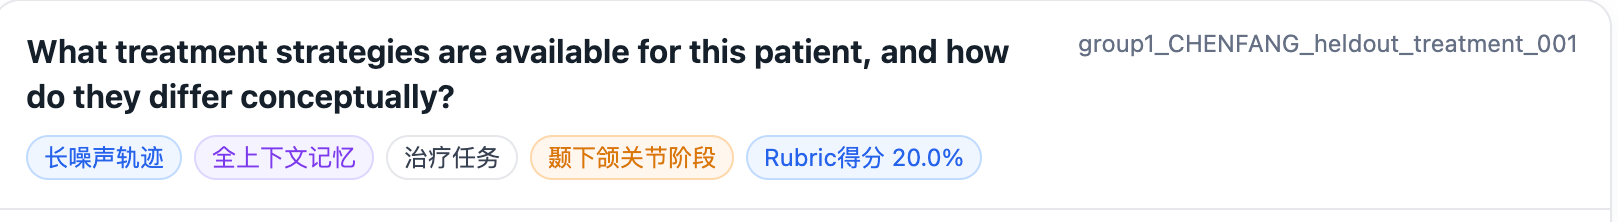 What treatment strategies are available for this patient, and how
do they differ conceptually?
group1_CHENFANG_heldout_treatment_001
长噪声轨迹
全上下文记忆
治疗任务
颞下颌关节阶段
Rubric得分 20.0%